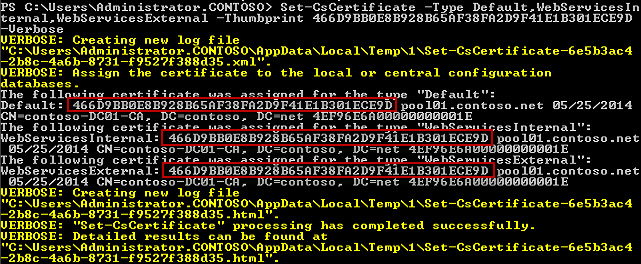 PS C:\Users\Administrator.CONTOSO> Set-CsCertificate -Type Default,WebServicesIn
ternal,WebServicesExternal -Thumbprint 466D9BB0E8B928B65AF38FA2D9F41E1B301ECE9D
-Verbose
VERBOSE: Creating new log file
"C:\Users\Administrator.CONTOSO\AppData\Local\Temp\1\Set-CsCertificate-6e5b3ac4
-2b8c-4a6b-8731-f9527f388d35.xml".
VERBOSE: Assign the certificate to the local or central configuration
databases.
The following certificate was assigned for the type "Default":
Default: 466D9BB0E8B928B65AF38FA2D9F41E1B301ECE9D pool01.contoso.net 05/25/2014
CN=contoso-DC01-CA, DC=contoso, DC=net 4EF96E6A00000000001E
The following certificate was assigned for the type "WebServicesInternal":
WebServicesInternal: 466D9BB0E8B928B65AF38FA2D9F41E1B301ECE9D pool01.contoso.net
05/25/2014 CN=contoso-DC01-CA, DC=contoso, DC=net 4EF96E6A00000000001E
The following certificate was assigned for the type "WebServicesExternal":
WebServicesExternal: 466D9BB0E8B928B65AF38FA2D9F41E1B301ECE9D pool01.contoso.net
05/25/2014 CN=contoso-DC01-CA, DC=contoso, DC=net 4EF96E6A00000000001E
VERBOSE: Creating new log file
"C:\Users\Administrator.CONTOSO\AppData\Local\Temp\1\Set-CsCertificate-6e5b3ac4
-2b8c-4a6b-8731-f9527f388d35.html".
VERBOSE: "Set-CsCertificate" processing has completed successfully.
VERBOSE: Detailed results can be found at
"C:\Users\Administrator.CONTOSO\AppData\Local\Temp\1\Set-CsCertificate-6e5b3ac4
-2b8c-4a6b-8731-f9527f388d35.html".